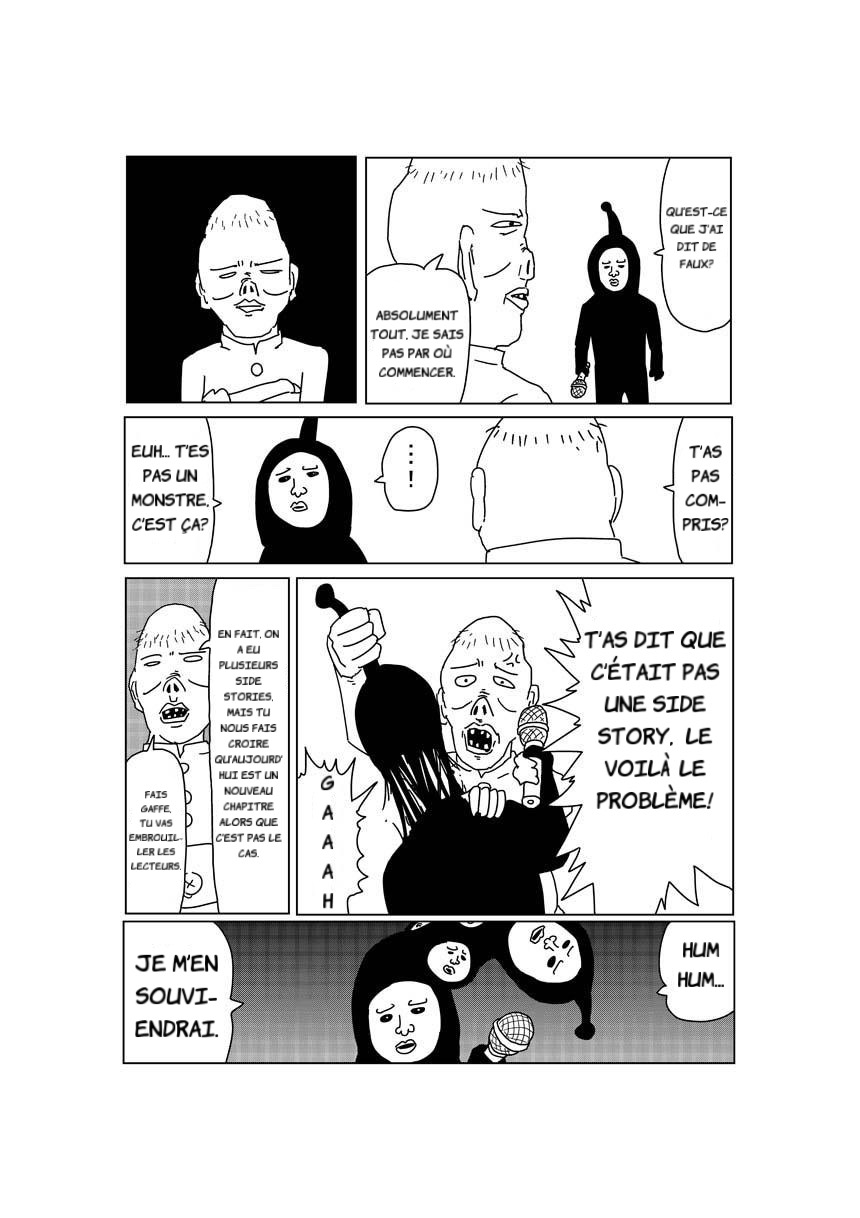 QU'EST-CE
QUE J'AI
DIT DE
FAUX?
ABSOLUMENT
TOUT, JE SAIS
PAS PAR OÙ
COMMENCER.
T'AS
PAS
COM-
PRIS?
...!
EUH... T'ES
PAS UN
MONSTRE,
C'EST ÇA?
T'AS DIT QUE
C'ÉTAIT PAS
UNE SIDE
STORY, LE
VOILÀ LE
PROBLÈME!
GAAAH
EN FAIT, ON
A EU
PLUSIEURS
SIDE
STORIES,
MAIS TU
NOUS FAIS
CROIRE
QU'AUJOURD'
HUI EST UN
NOUVEAU
CHAPITRE
ALORS QUE
C'EST PAS LE
CAS.
FAIS
GAFFE,
TU VAS
EMBROUIL-
LER LES
LECTEURS.
HUM
HUM...
JE M'EN
SOUVI-
ENDRAI.